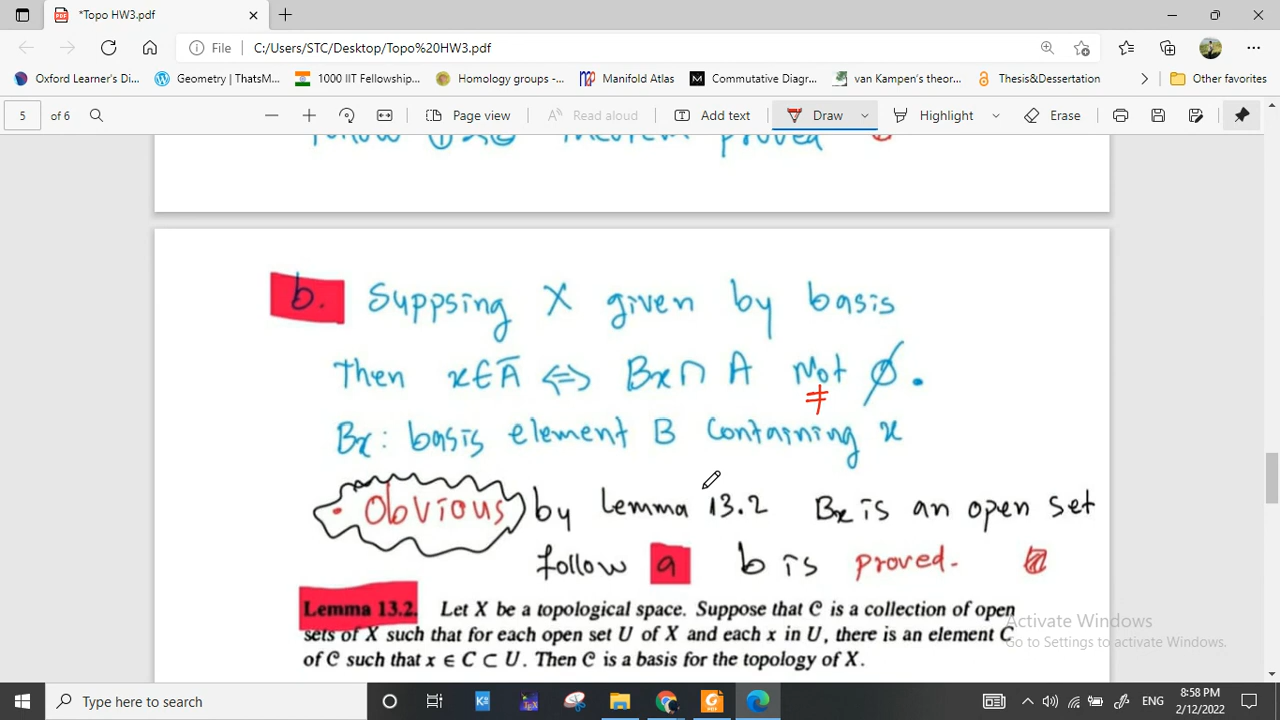 *Topo HW3.pdf
File C:/Users/STC/Desktop/Topo%20HW3.pdf
Oxford Learner's Di... Geometry | ThatsM... 1000 IIT Fellowship... Homology groups -... Manifold Atlas Commutative Diagr... van Kampen's theor... Thesis&Dessertation Other favorites
5 of 6 Page view Read aloud Add text Draw Highlight Erase
follow ① & ② theorem proved
b. Suppsing X given by basis
then x∈Ā ⇔ Bx ∩ A Not ∅.
≠
Bx: basis element B containing x
• Obvious by lemma 13.2 Bx is an open set
follow a b is proved.
Lemma 13.2. Let X be a topological space. Suppose that C is a collection of open
sets of X such that for each open set U of X and each x in U, there is an element C
of C such that x ∈ C ⊂ U. Then C is a basis for the topology of X.
Activate Windows
Go to Settings to activate Windows.
Type here to search ENG 8:58 PM
2/12/2022